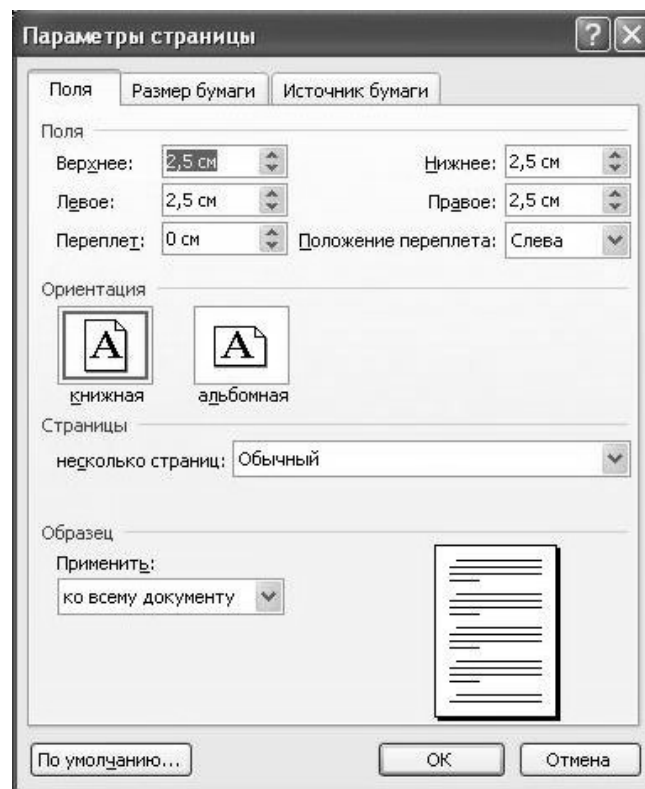 Параметры страницы
Поля Размер бумаги Источник бумаги
Поля
Верхнее: 2,5 см Нижнее: 2,5 см
Левое: 2,5 см Правое: 2,5 см
Переплет: 0 см Положение переплета: Слева
Ориентация
A A
книжная альбомная
Страницы
несколько страниц: Обычный
Образец
Применить:
ко всему документу
По умолчанию... ОК Отмена